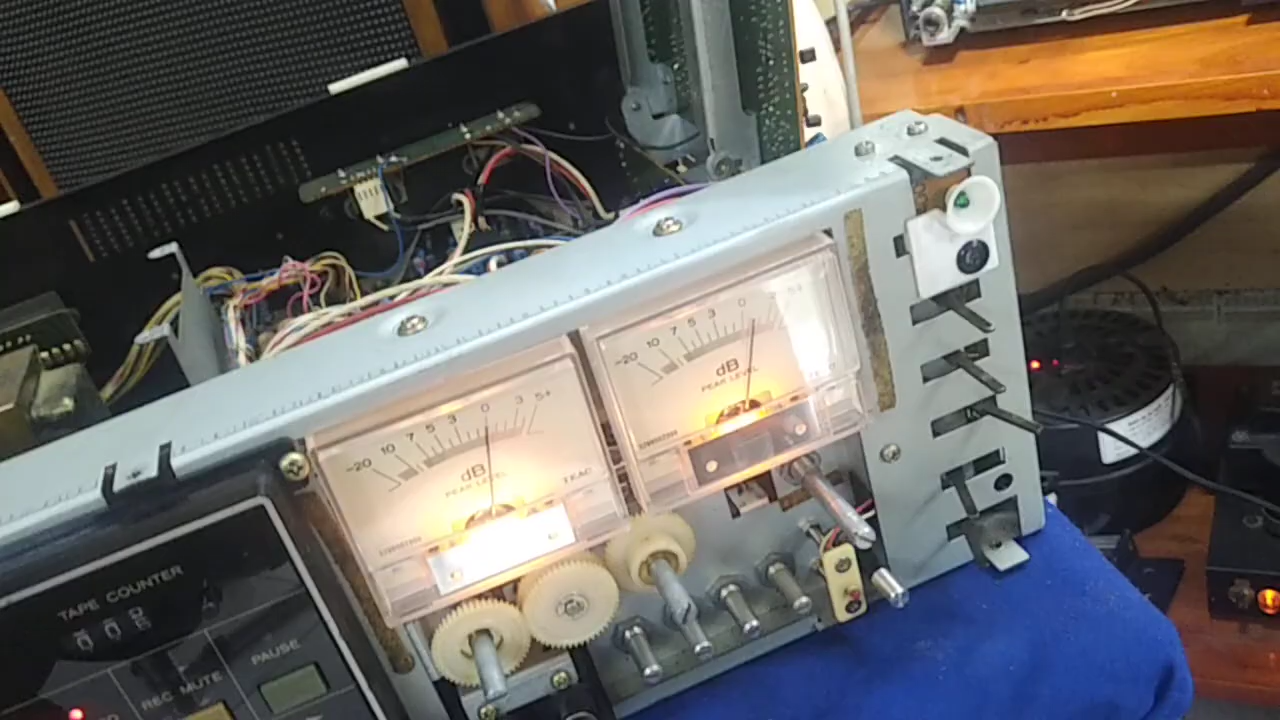 -20 10 7 5 3 0 5+
dB
PEAK LEVEL
-20 10 7 5 3 0 3 5+
dB
PEAK LEVEL
TEAC
TAPE COUNTER
PAUSE
REC MUTE